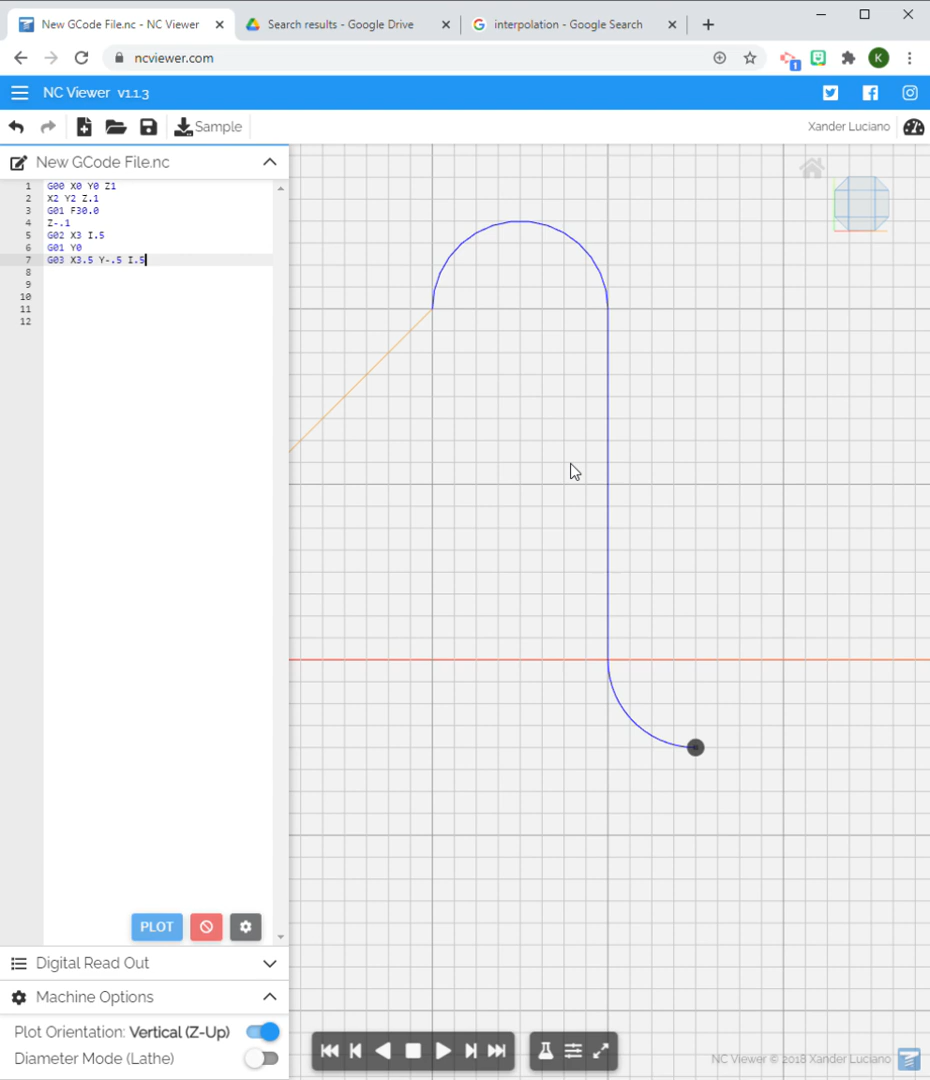 New GCode File.nc - NC Viewer
Search results - Google Drive
interpolation - Google Search
ncviewer.com
1
K
NC Viewer v1.1.3
Sample
Xander Luciano
New GCode File.nc
1 G00 X0 Y0 Z1
2 X2 Y2 Z.1
3 G01 F30.0
4 Z-.1
5 G02 X3 I.5
6 G01 Y0
7 G03 X3.5 Y-.5 I.5
8
9
10
11
12
PLOT
Digital Read Out
Machine Options
Plot Orientation: Vertical (Z-Up)
Diameter Mode (Lathe)
NC Viewer © 2018 Xander Luciano